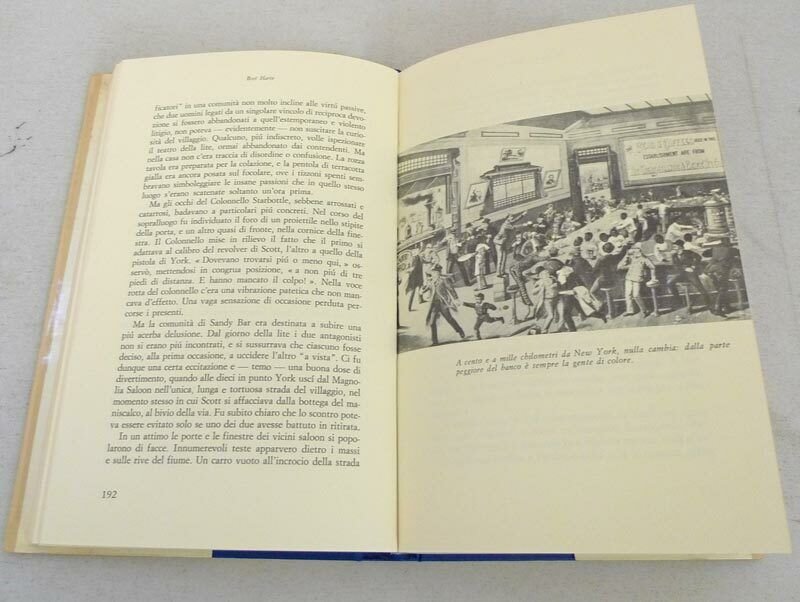 Bret Harte
ficatori" in una comunità non molto incline alle virtú passive,
che due uomini legati da un singolare vincolo di reciproca devo-
zione si fossero abbandonati a quell'estemporaneo e violento
litigio, non poteva — evidentemente — non suscitare la curio-
sità del villaggio. Qualcuno, piú indiscreto, volle ispezionare
il teatro della lite, ormai abbandonato dai contendenti. Ma
nella casa non c'era traccia di disordine o confusione. La rozza
tavola era preparata per la colazione, e la pentola di terracotta
gialla era ancora posata sul focolare, ove i tizzoni spenti sem-
bravano simboleggiare le insane passioni che in quello stesso
luogo s'erano scatenate soltanto un'ora prima.
Ma gli occhi del Colonnello Starbottle, sebbene arrossati e
catarrosi, badavano a particolari piú concreti. Nel corso del
sopralluogo fu individuato il foro di un proiettile nello stipite
della porta, e un altro quasi di fronte, nella cornice della fine-
stra. Il Colonnello mise in rilievo il fatto che il primo si
adattava al calibro del revolver di Scott, l'altro a quello della
pistola di York. « Dovevano trovarsi piú o meno qui, » os-
servò, mettendosi in congrua posizione, « a non piú di tre
piedi di distanza. E hanno mancato il colpo! » Nella voce
rotta del colonnello c'era una vibrazione patetica che non man-
cava d'effetto. Una vaga sensazione di occasione perduta per-
corse i presenti.
Ma la comunità di Sandy Bar era destinata a subire una
piú acerba delusione. Dal giorno della lite i due antagonisti
non si erano piú incontrati, e si sussurrava che ciascuno fosse
deciso, alla prima occasione, a uccidere l'altro "a vista". Ci fu
dunque una certa eccitazione e — temo — una buona dose di
divertimento, quando alle dieci in punto York uscí dal Magno-
lia Saloon nell'unica, lunga e tortuosa strada del villaggio, nel
momento stesso in cui Scott si affacciava dalla bottega del ma-
niscalco, al bivio della via. Fu subito chiaro che lo scontro pote-
va essere evitato solo se uno dei due avesse battuto in ritirata.
In un attimo le porte e le finestre dei vicini saloon si popo-
larono di facce. Innumerevoli teste apparvero dietro i massi
e sulle rive del fiume. Un carro vuoto all'incrocio della strada
192
ESTABLISHMENT ARE FROM
A cento e a mille chilometri da New York, nulla cambia: dalla parte
peggiore del banco è sempre la gente di colore.